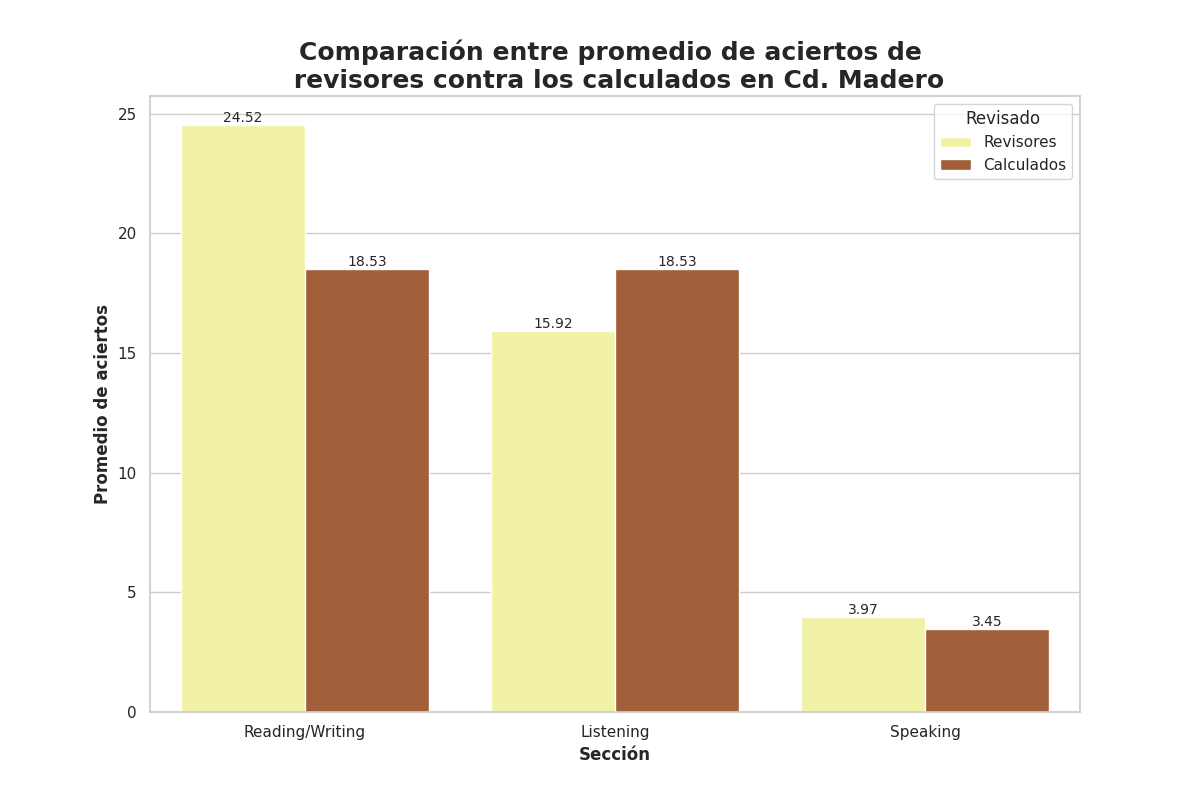 Comparación entre promedio de aciertos de
revisores contra los calculados en Cd. Madero
Revisado
Revisores
Calculados
Promedio de aciertos
25
20
15
10
5
0
24.52
18.53
15.92
18.53
3.97
3.45
Reading/Writing
Listening
Speaking
Sección